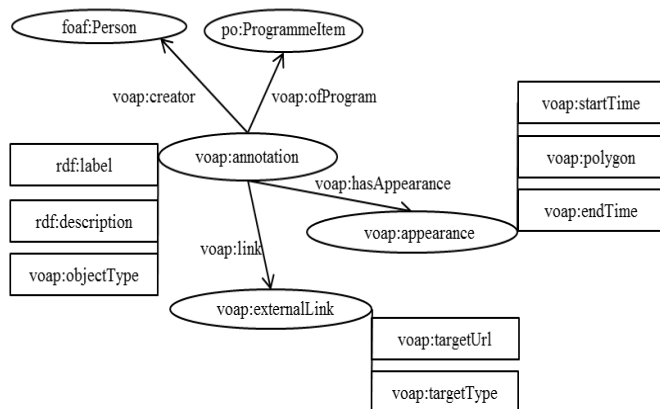 foaf:Person
po:ProgrammeItem
voap:creator
voap:ofProgram
voap:startTime
voap:annotation
voap:polygon
rdf:label
voap:hasAppearance
rdf:description
voap:endTime
voap:appearance
voap:link
voap:objectType
voap:externalLink
voap:targetUrl
voap:targetType